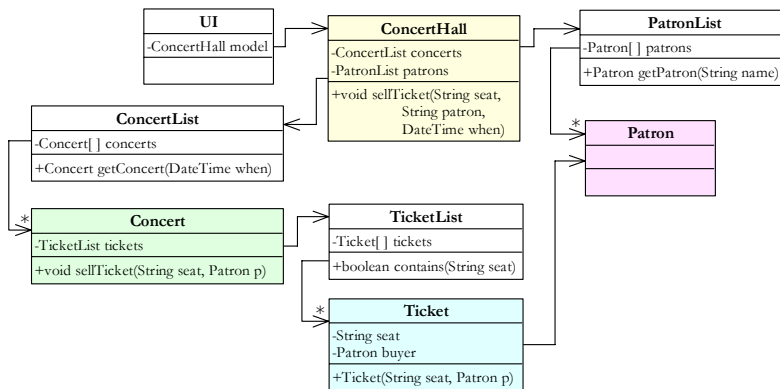 UI
-ConcertHall model
ConcertHall
-ConcertList concerts
-PatronList patrons
+void sellTicket(String seat,
String patron,
DateTime when)
PatronList
-Patron[ ] patrons
+Patron getPatron(String name)
ConcertList
-Concert[ ] concerts
+Concert getConcert(DateTime when)
*
Patron
*
Concert
-TicketList tickets
+void sellTicket(String seat, Patron p)
TicketList
-Ticket[ ] tickets
+boolean contains(String seat)
*
Ticket
-String seat
-Patron buyer
+Ticket(String seat, Patron p)